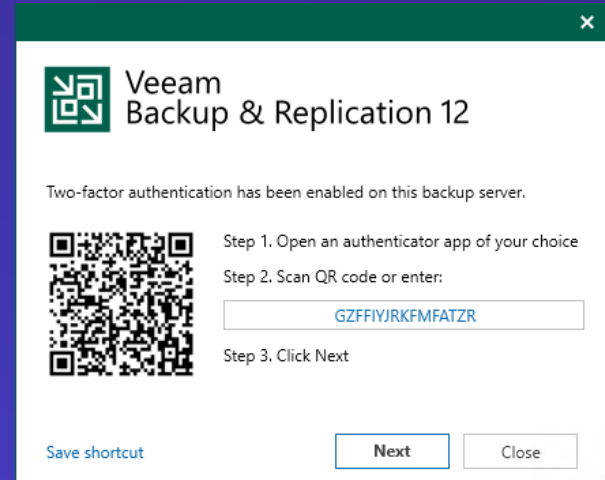 Veeam
Backup & Replication 12
Two-factor authentication has been enabled on this backup server.
Step 1. Open an authenticator app of your choice
Step 2. Scan QR code or enter:
GZFFIYJRKFMFATZR
Step 3. Click Next
Save shortcut
Next
Close